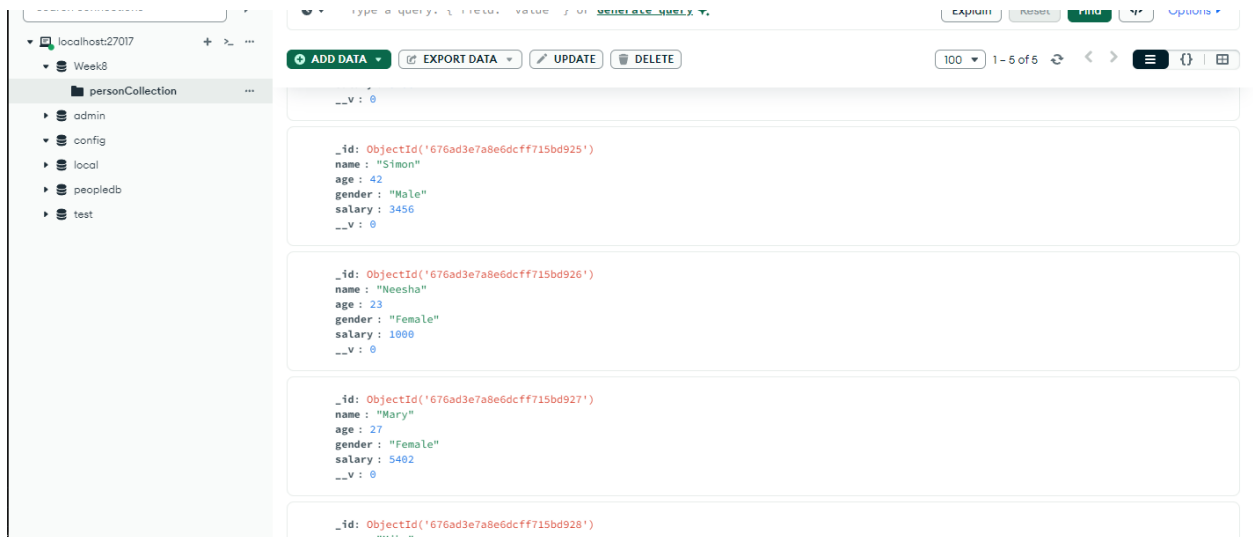 Type a query: { field: 'value' } or Generate query
Explain Reset Find </> Options
localhost:27017
Week8
personCollection
admin
config
local
peopledb
test
ADD DATA EXPORT DATA UPDATE DELETE
100 1 – 5 of 5 {}
__v : 0
_id: ObjectId('676ad3e7a8e6dcff715bd925')
name : "Simon"
age : 42
gender : "Male"
salary : 3456
__v : 0
_id: ObjectId('676ad3e7a8e6dcff715bd926')
name : "Neesha"
age : 23
gender : "Female"
salary : 1000
__v : 0
_id: ObjectId('676ad3e7a8e6dcff715bd927')
name : "Mary"
age : 27
gender : "Female"
salary : 5402
__v : 0
_id: ObjectId('676ad3e7a8e6dcff715bd928')